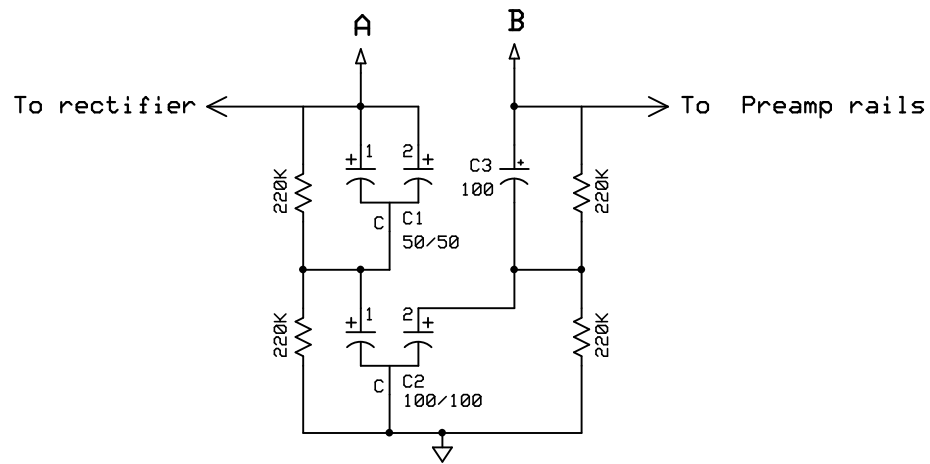 A
B
To rectifier
To Preamp rails
+ 1
2 +
C3
+
100
220K
220K
C
C1
50/50
+ 1
2 +
220K
220K
C
C2
100/100